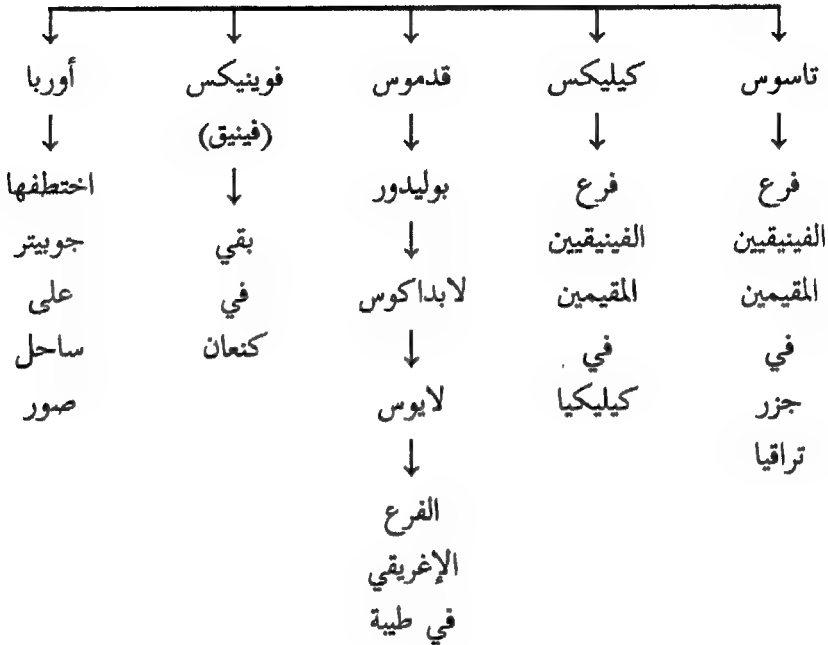 تاسوس
فرع
الفينيقيين
المقيمين
في
جزر
تراقيا
كيليكس
فرع
الفينيقيين
المقيمين
في
كيليكيا
قدموس
بوليدور
لابداكوس
لايوس
الفرع
الإغريقي
في طيبة
فوينيكس
(فينيق)
بقي
في
كنعان
أوربا
اختطفها
جوبيتر
على
ساحل
صور